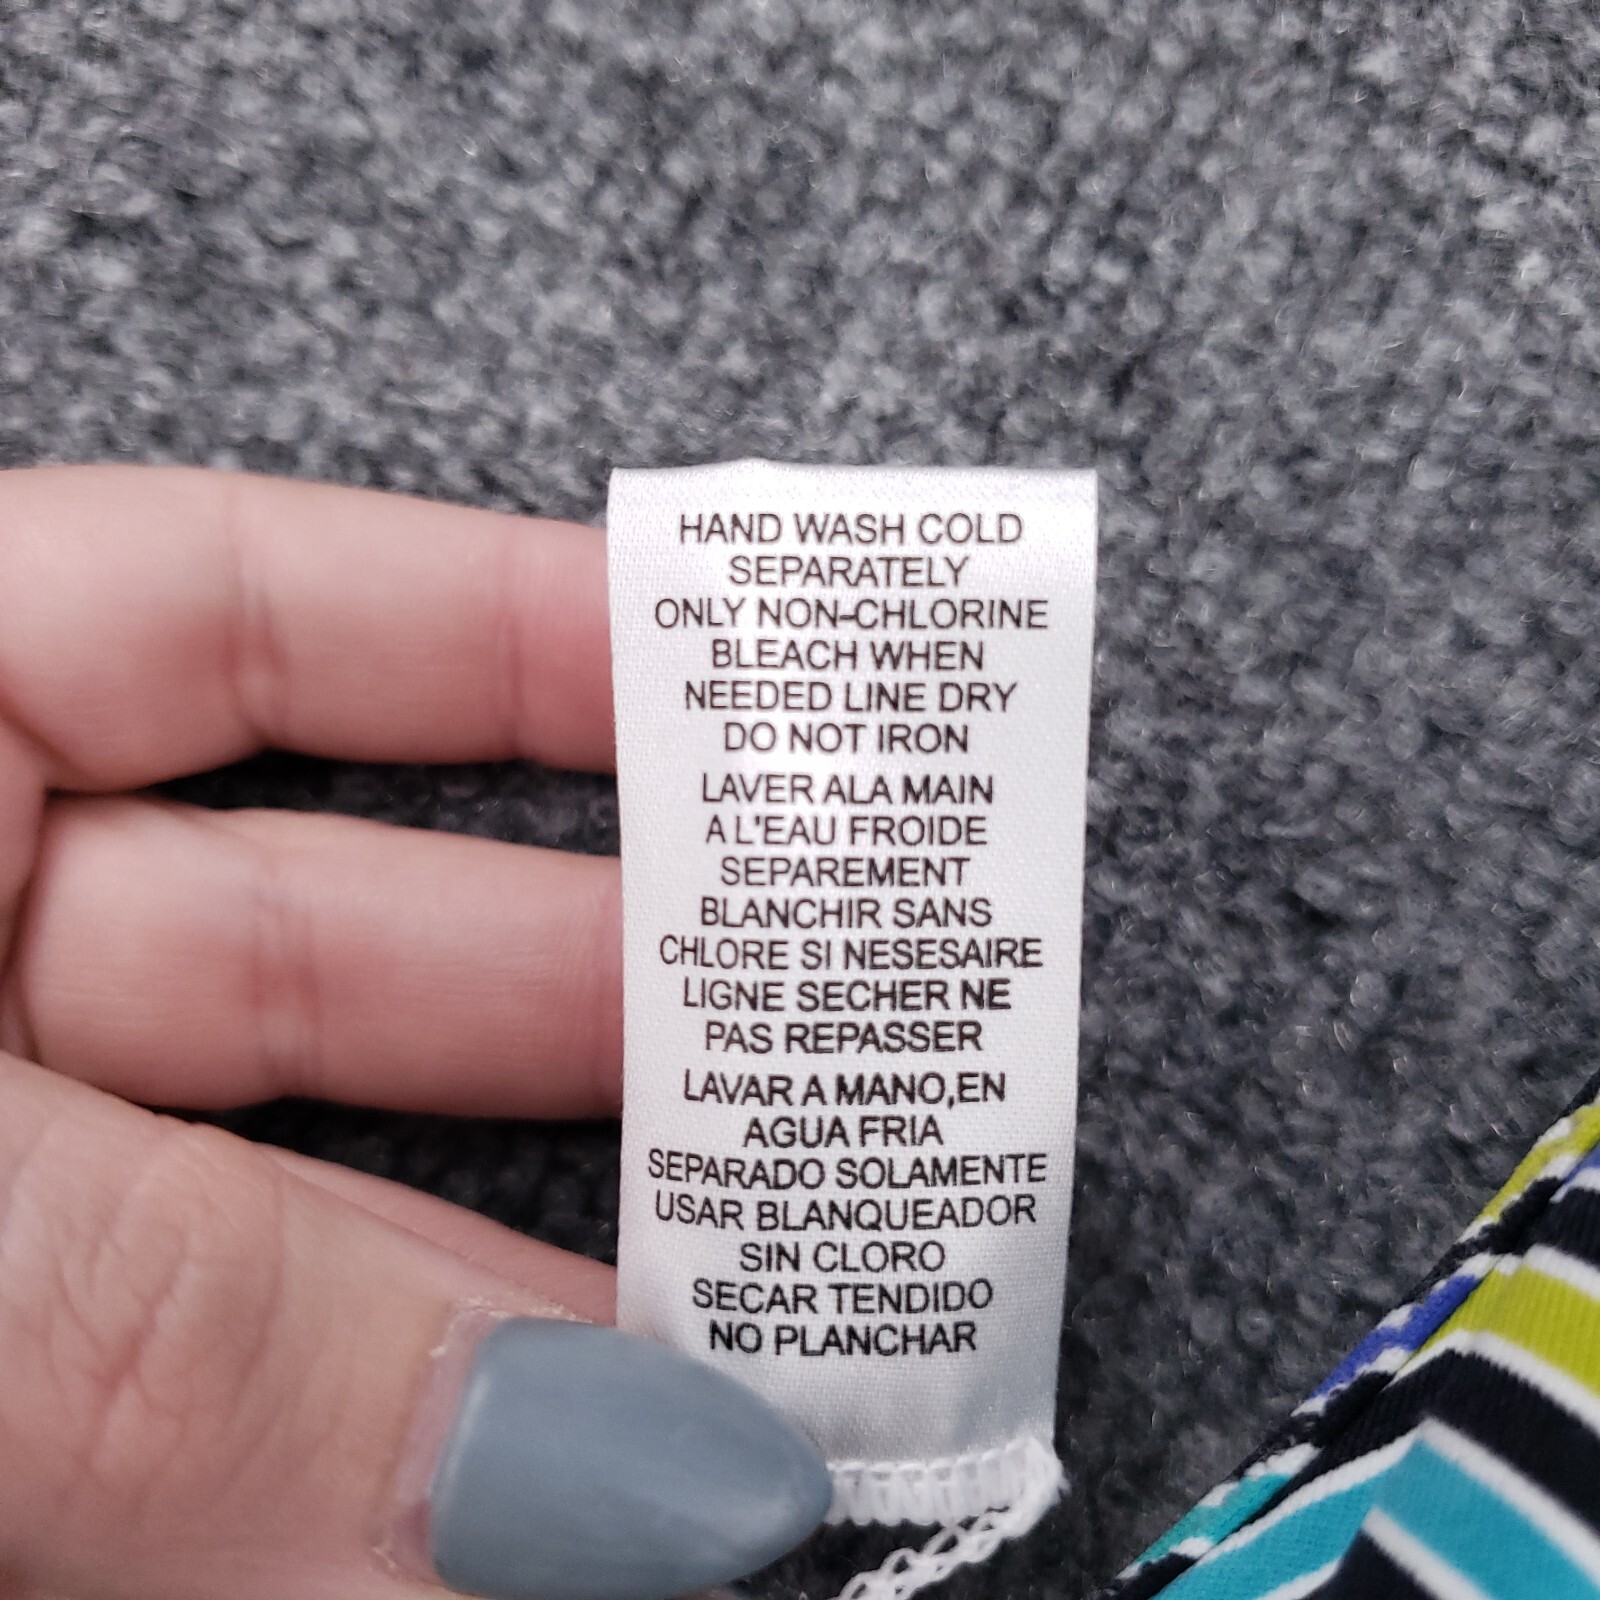 HAND WASH COLD
SEPARATELY
ONLY NON-CHLORINE
BLEACH WHEN
NEEDED LINE DRY
DO NOT IRON
LAVER ALA MAIN
A L'EAU FROIDE
SEPAREMENT
BLANCHIR SANS
CHLORE SI NESESAIRE
LIGNE SECHER NE
PAS REPASSER
LAVAR A MANO,EN
AGUA FRIA
SEPARADO SOLAMENTE
USAR BLANQUEADOR
SIN CLORO
SECAR TENDIDO
NO PLANCHAR